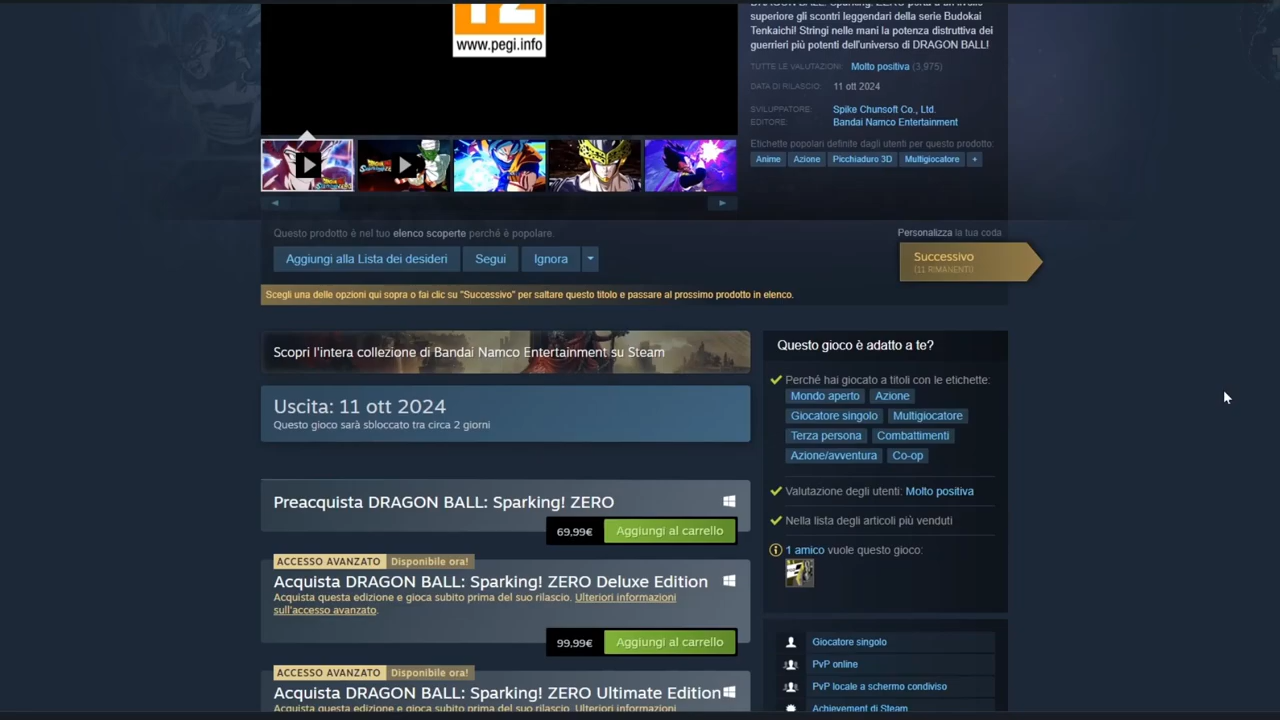 www.pegi.info
superiore gli scontri leggendari della serie Budokai
Tenkaichi! Stringi nelle mani la potenza distruttiva dei
guerrieri più potenti dell'universo di DRAGON BALL!
TUTTE LE VALUTAZIONI: Molto positiva (3,975)
DATA DI RILASCIO: 11 ott 2024
SVILUPPATORE: Spike Chunsoft Co., Ltd.
EDITORE: Bandai Namco Entertainment
Etichette popolari definite dagli utenti per questo prodotto:
Anime Azione Picchiaduro 3D Multigiocatore +
Questo prodotto è nel tuo elenco scoperte perché è popolare.
Aggiungi alla Lista dei desideri Segui Ignora
Personalizza la tua coda
Successivo
(11 RIMANENTI)
Scegli una delle opzioni qui sopra o fai clic su "Successivo" per saltare questo titolo e passare al prossimo prodotto in elenco.
Scopri l'intera collezione di Bandai Namco Entertainment su Steam
Uscita: 11 ott 2024
Questo gioco sarà sbloccato tra circa 2 giorni
Preacquista DRAGON BALL: Sparking! ZERO
69,99€ Aggiungi al carrello
ACCESSO AVANZATO Disponibile ora!
Acquista DRAGON BALL: Sparking! ZERO Deluxe Edition
Acquista questa edizione e gioca subito prima del suo rilascio. Ulteriori informazioni
sull'accesso avanzato.
99,99€ Aggiungi al carrello
ACCESSO AVANZATO Disponibile ora!
Acquista DRAGON BALL: Sparking! ZERO Ultimate Edition
Acquista questa edizione e gioca subito prima del suo rilascio. Ulteriori informazioni
Questo gioco è adatto a te?
Perché hai giocato a titoli con le etichette:
Mondo aperto Azione
Giocatore singolo Multigiocatore
Terza persona Combattimenti
Azione/avventura Co-op
Valutazione degli utenti: Molto positiva
Nella lista degli articoli più venduti
1 amico vuole questo gioco:
Giocatore singolo
PvP online
PvP locale a schermo condiviso
Achievement di Steam